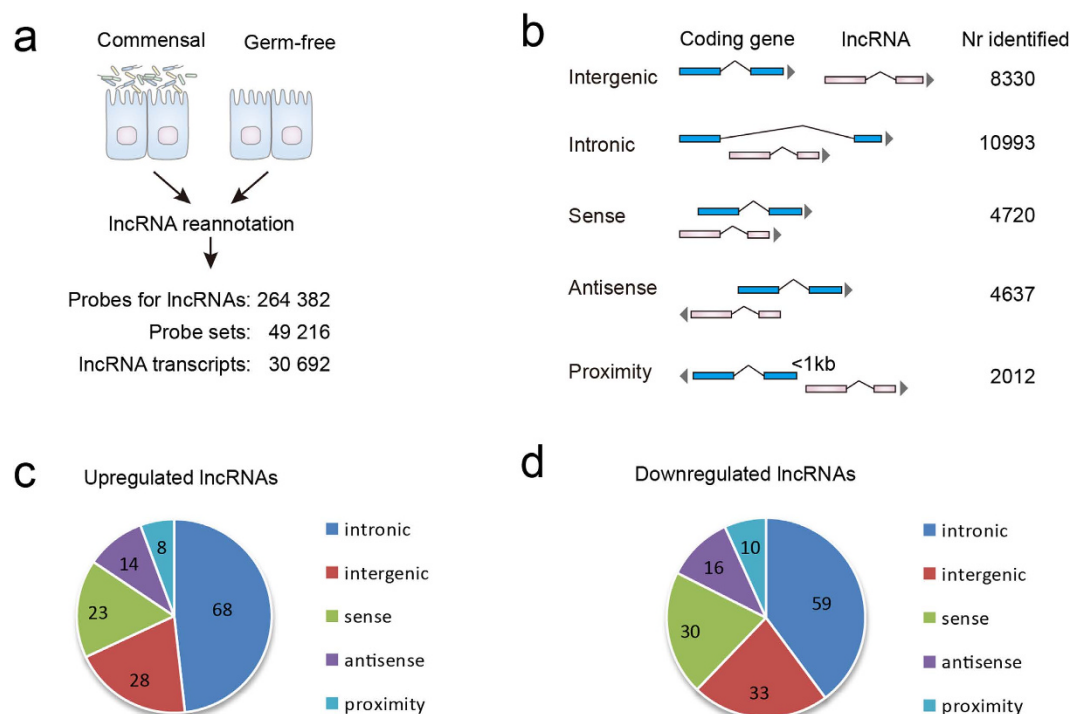 a
Commensal Germ-free
lncRNA reannotation
Probes for lncRNAs: 264 382
Probe sets: 49 216
lncRNA transcripts: 30 692
b
Coding gene lncRNA Nr identified
Intergenic 8330
Intronic 10993
Sense 4720
Antisense 4637
Proximity <1kb 2012
c
Upregulated lncRNAs
68
28
23
14
8
intronic
intergenic
sense
antisense
proximity
d
Downregulated lncRNAs
59
33
30
16
10
intronic
intergenic
sense
antisense
proximity